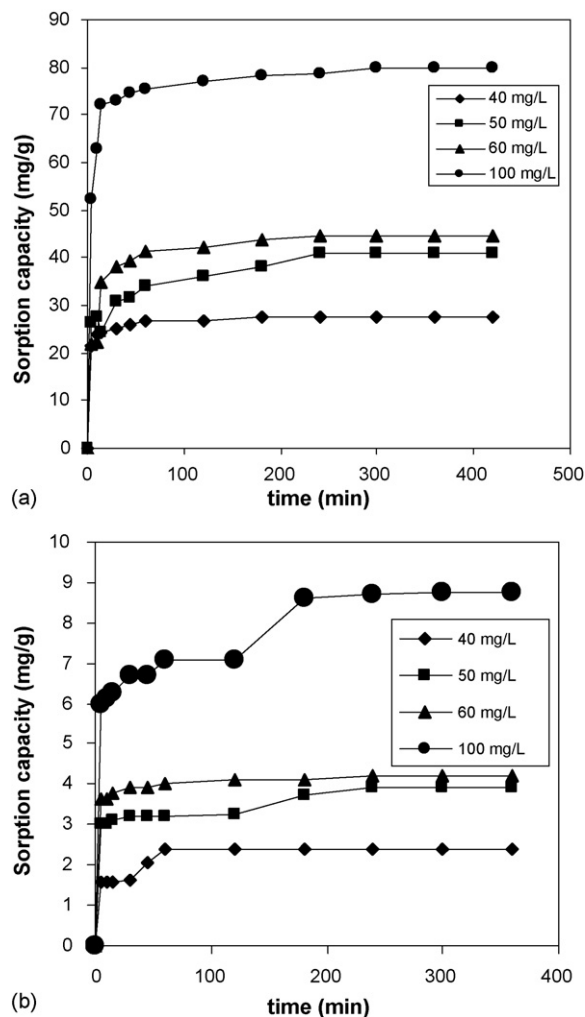 90
80
70
60
50
40
30
20
10
0
Sorption capacity (mg/g)
40 mg/L
50 mg/L
60 mg/L
100 mg/L
0 100 200 300 400 500
time (min)
(a)
10
9
8
7
6
5
4
3
2
1
0
Sorption capacity (mg/g)
40 mg/L
50 mg/L
60 mg/L
100 mg/L
0 100 200 300 400
time (min)
(b)